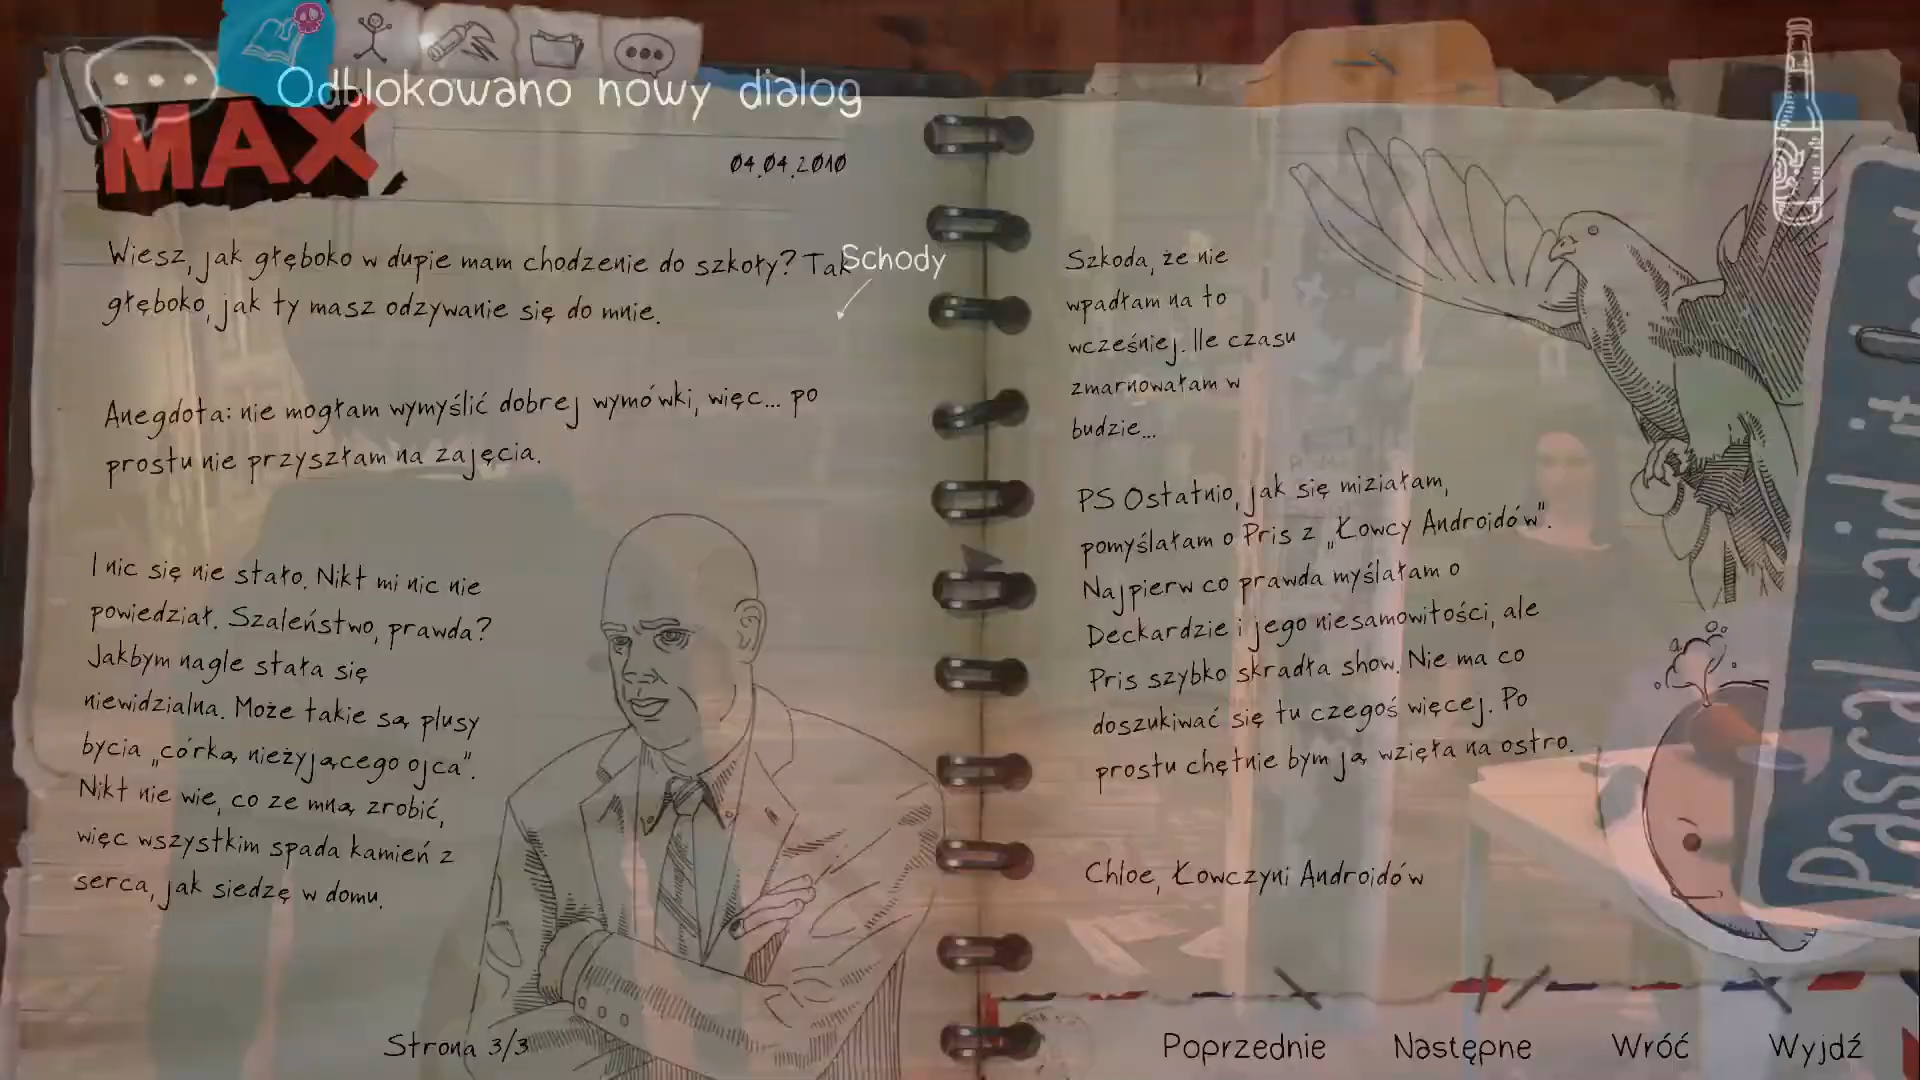 Odblokowano nowy dialog
MAX
04.04.2010
Wiesz, jak głęboko w dupie mam chodzenie do szkoły? Tak
głęboko, jak ty masz odzywanie się do mnie.
Schody
Anegdota: nie mogłam wymyślić dobrej wymówki, więc... po
prostu nie przyszłam na zajęcia.
I nic się nie stało. Nikt mi nic nie
powiedział. Szaleństwo, prawda?
Jakbym nagle stała się
niewidzialna. Może takie są plusy
bycia „córką nieżyjącego ojca”.
Nikt nie wie, co ze mną zrobić,
więc wszystkim spada kamień z
serca, jak siedzę w domu.
Strona 3/3
Szkoda, że nie
wpadłam na to
wcześniej. Ile czasu
zmarnowałam w
budzie...
PS Ostatnio, jak się miziałam,
pomyślałam o Pris z „Łowcy Androidów”.
Najpierw co prawda myślałam o
Deckardzie i jego niesamowitości, ale
Pris szybko skradła show. Nie ma co
doszukiwać się tu czegoś więcej. Po
prostu chętnie bym ją wzięła na ostro.
Chloe, Łowczyni Androidów
Pascal said it
Poprzednie
Następne
Wróć
Wyjdź